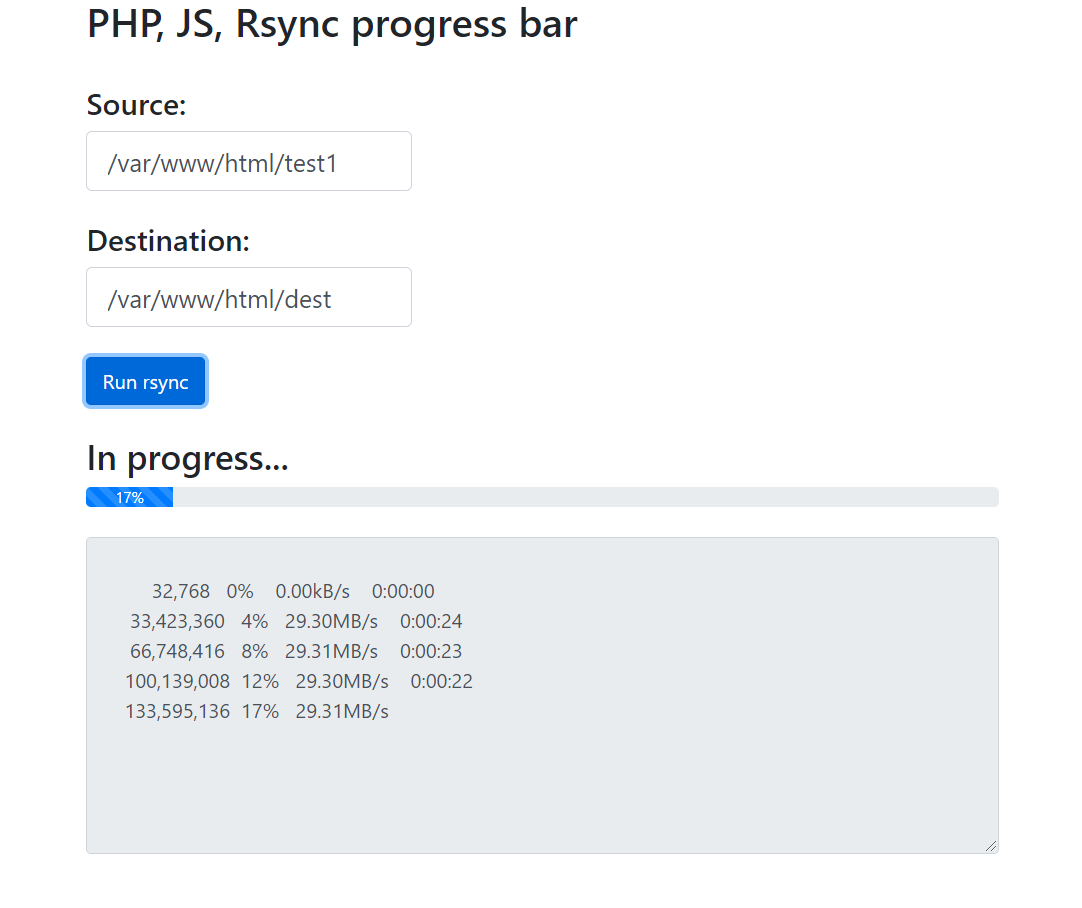 PHP, JS, Rsync progress bar
Source:
/var/www/html/test1
Destination:
/var/www/html/dest
Run rsync
In progress...
17%
32,768 0% 0.00kB/s 0:00:00
33,423,360 4% 29.30MB/s 0:00:24
66,748,416 8% 29.31MB/s 0:00:23
100,139,008 12% 29.30MB/s 0:00:22
133,595,136 17% 29.31MB/s